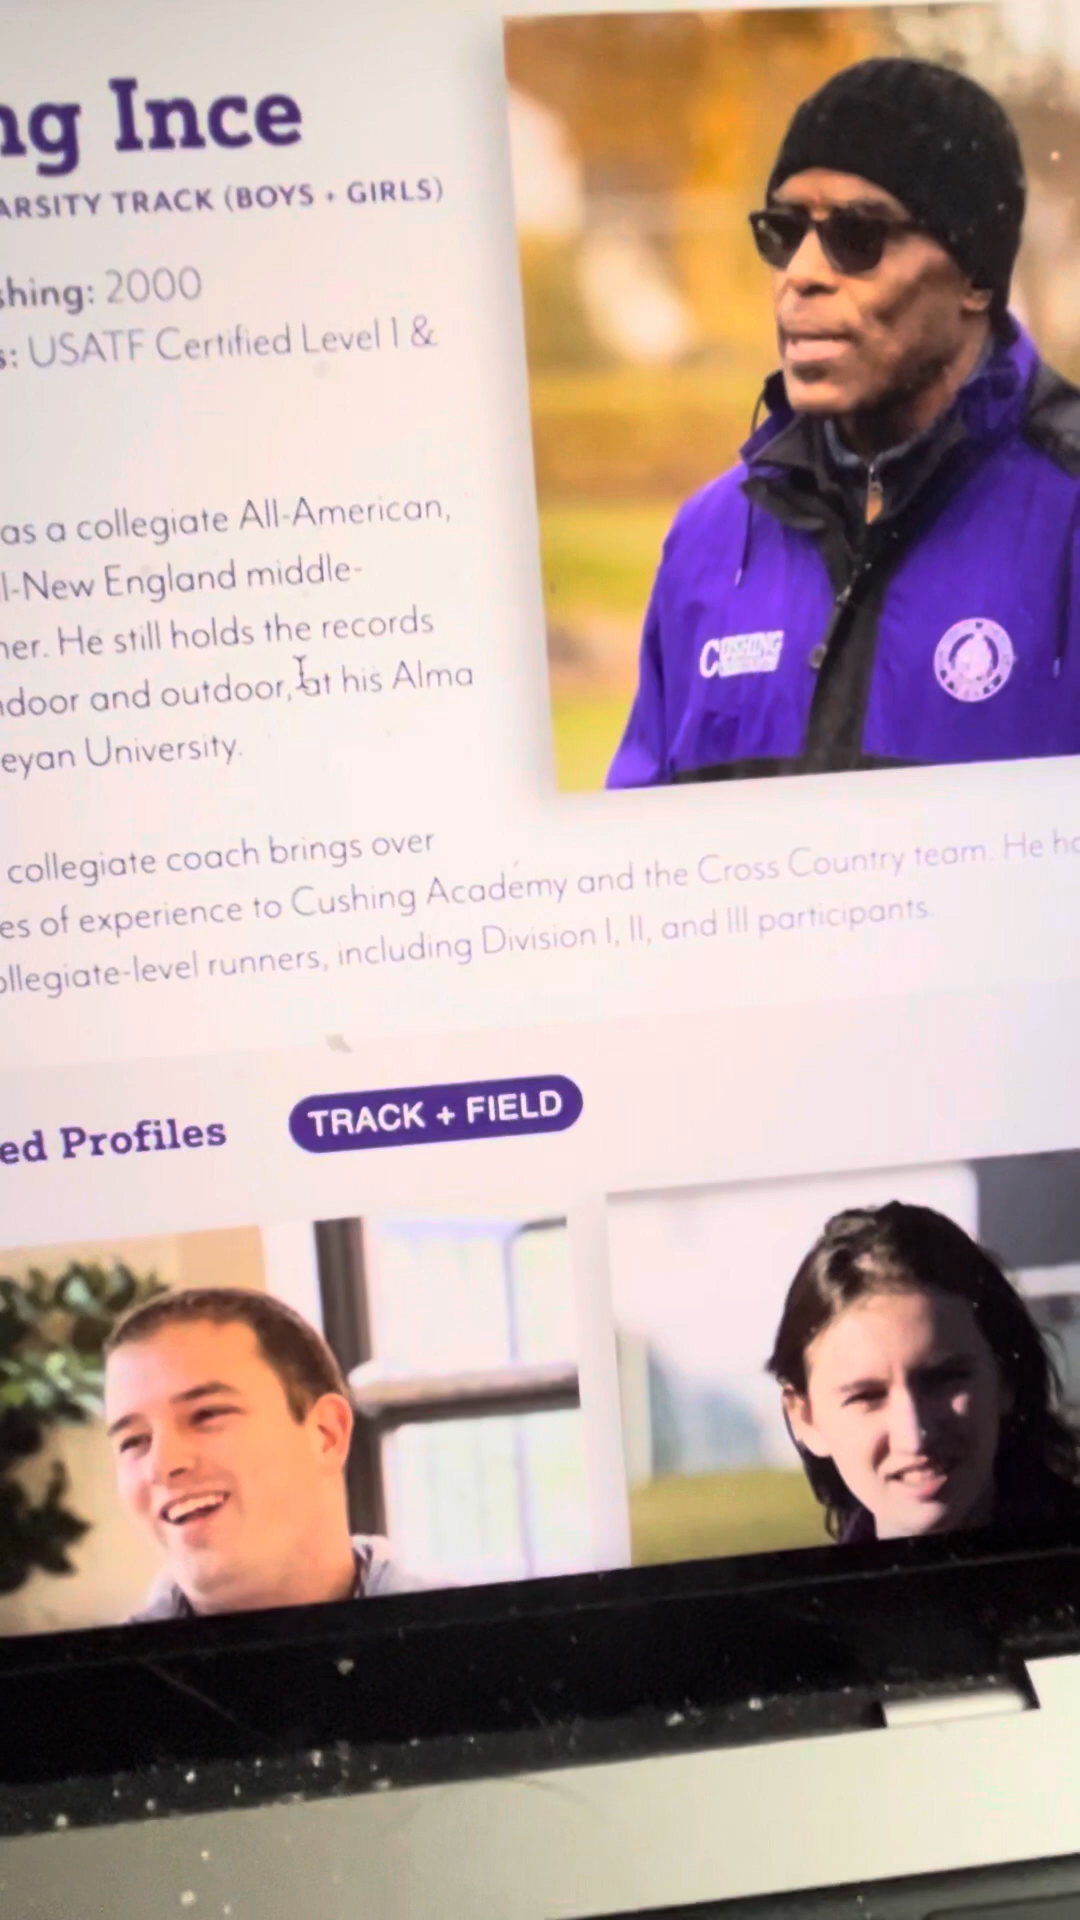 ng Ince
ARSITY TRACK (BOYS + GIRLS)
shing: 2000
s: USATF Certified Level I &
as a collegiate All-American,
ll-New England middle-
ner. He still holds the records
ndoor and outdoor, at his Alma
eyan University.
collegiate coach brings over
es of experience to Cushing Academy and the Cross Country team. He ha
ollegiate-level runners, including Division I, II, and III participants.
CUSHING
ed Profiles
TRACK + FIELD